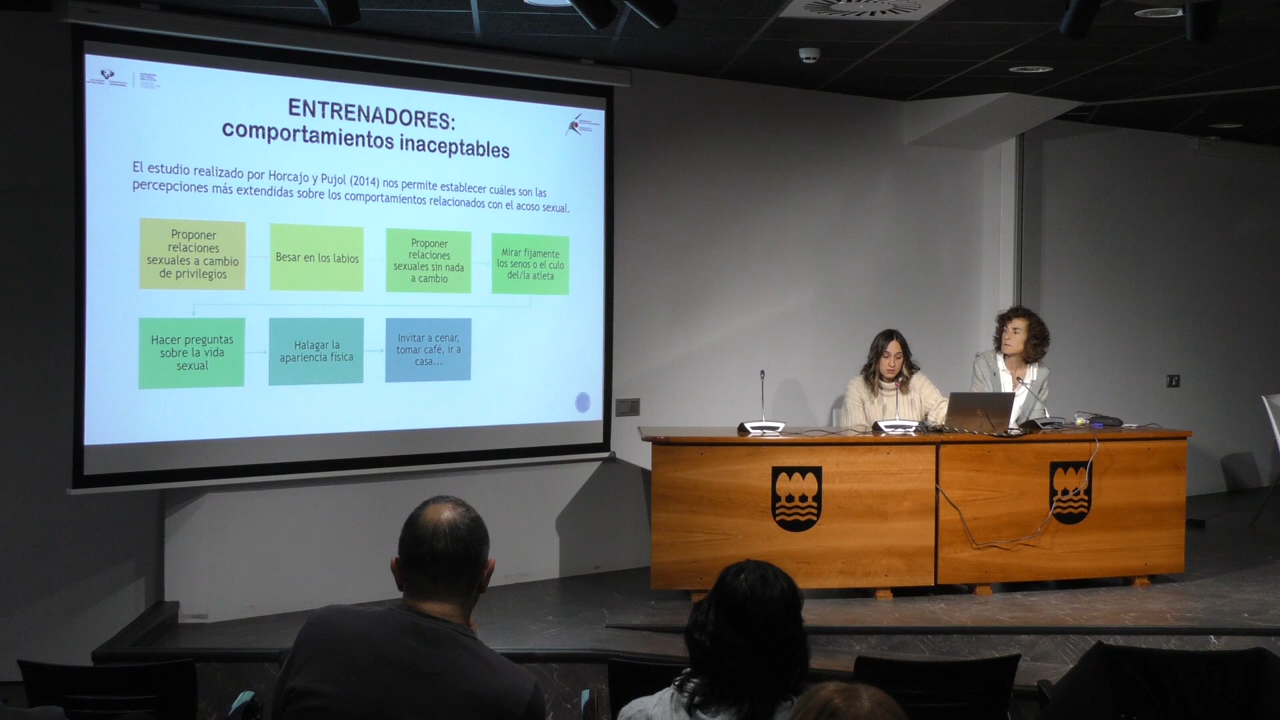 ENTRENADORES:
comportamientos inaceptables
El estudio realizado por Horcajo y Pujol (2014) nos permite establecer cuáles son las
percepciones más extendidas sobre los comportamientos relacionados con el acoso sexual.
Proponer
relaciones
sexuales a cambio
de privilegios
Besar en los labios
Proponer
relaciones
sexuales sin nada
a cambio
Mirar fijamente
los senos o el culo
del/la atleta
Hacer preguntas
sobre la vida
sexual
Halagar la
apariencia física
Invitar a cenar,
tomar café, ir a
casa...